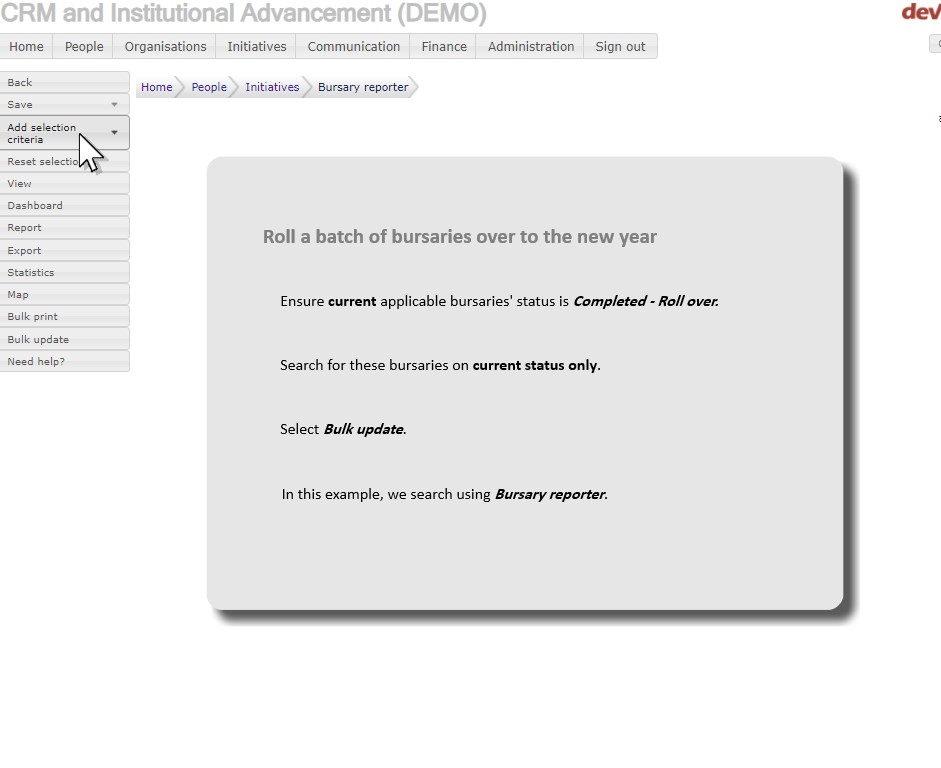 CRM and Institutional Advancement (DEMO)
dev
Home People Organisations Initiatives Communication Finance Administration Sign out
Back
Home People Initiatives Bursary reporter
Save
Add selection
criteria
Reset selectio
View
Dashboard
Report
Export
Statistics
Map
Bulk print
Bulk update
Need help?
Roll a batch of bursaries over to the new year
Ensure current applicable bursaries' status is Completed - Roll over.
Search for these bursaries on current status only.
Select Bulk update.
In this example, we search using Bursary reporter.